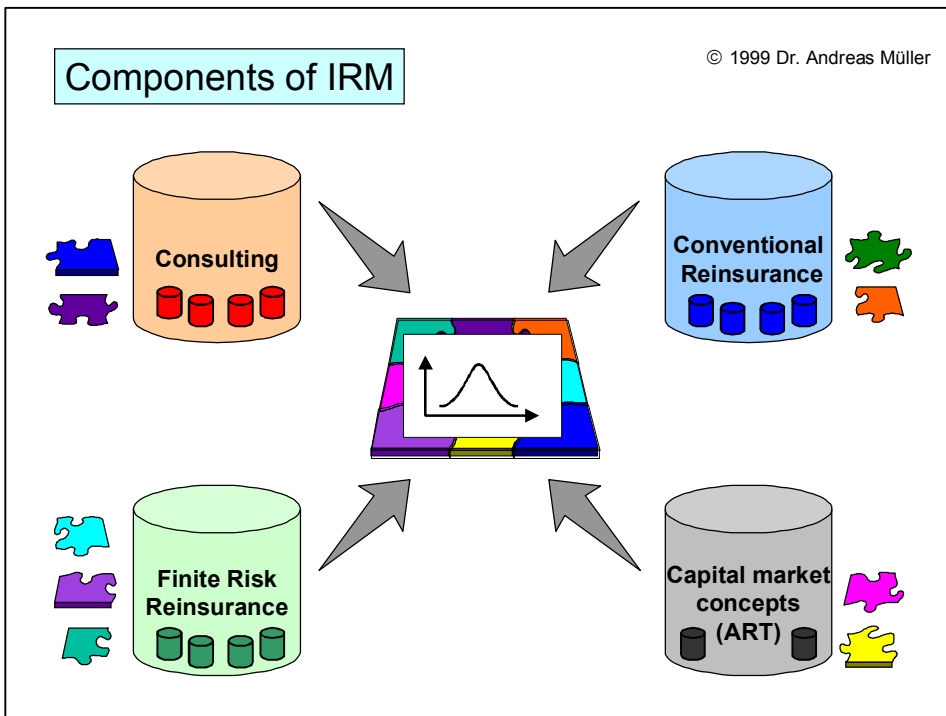 Components of IRM
© 1999 Dr. Andreas Müller
Consulting
Conventional
Reinsurance
Finite Risk
Reinsurance
Capital market
concepts
(ART)